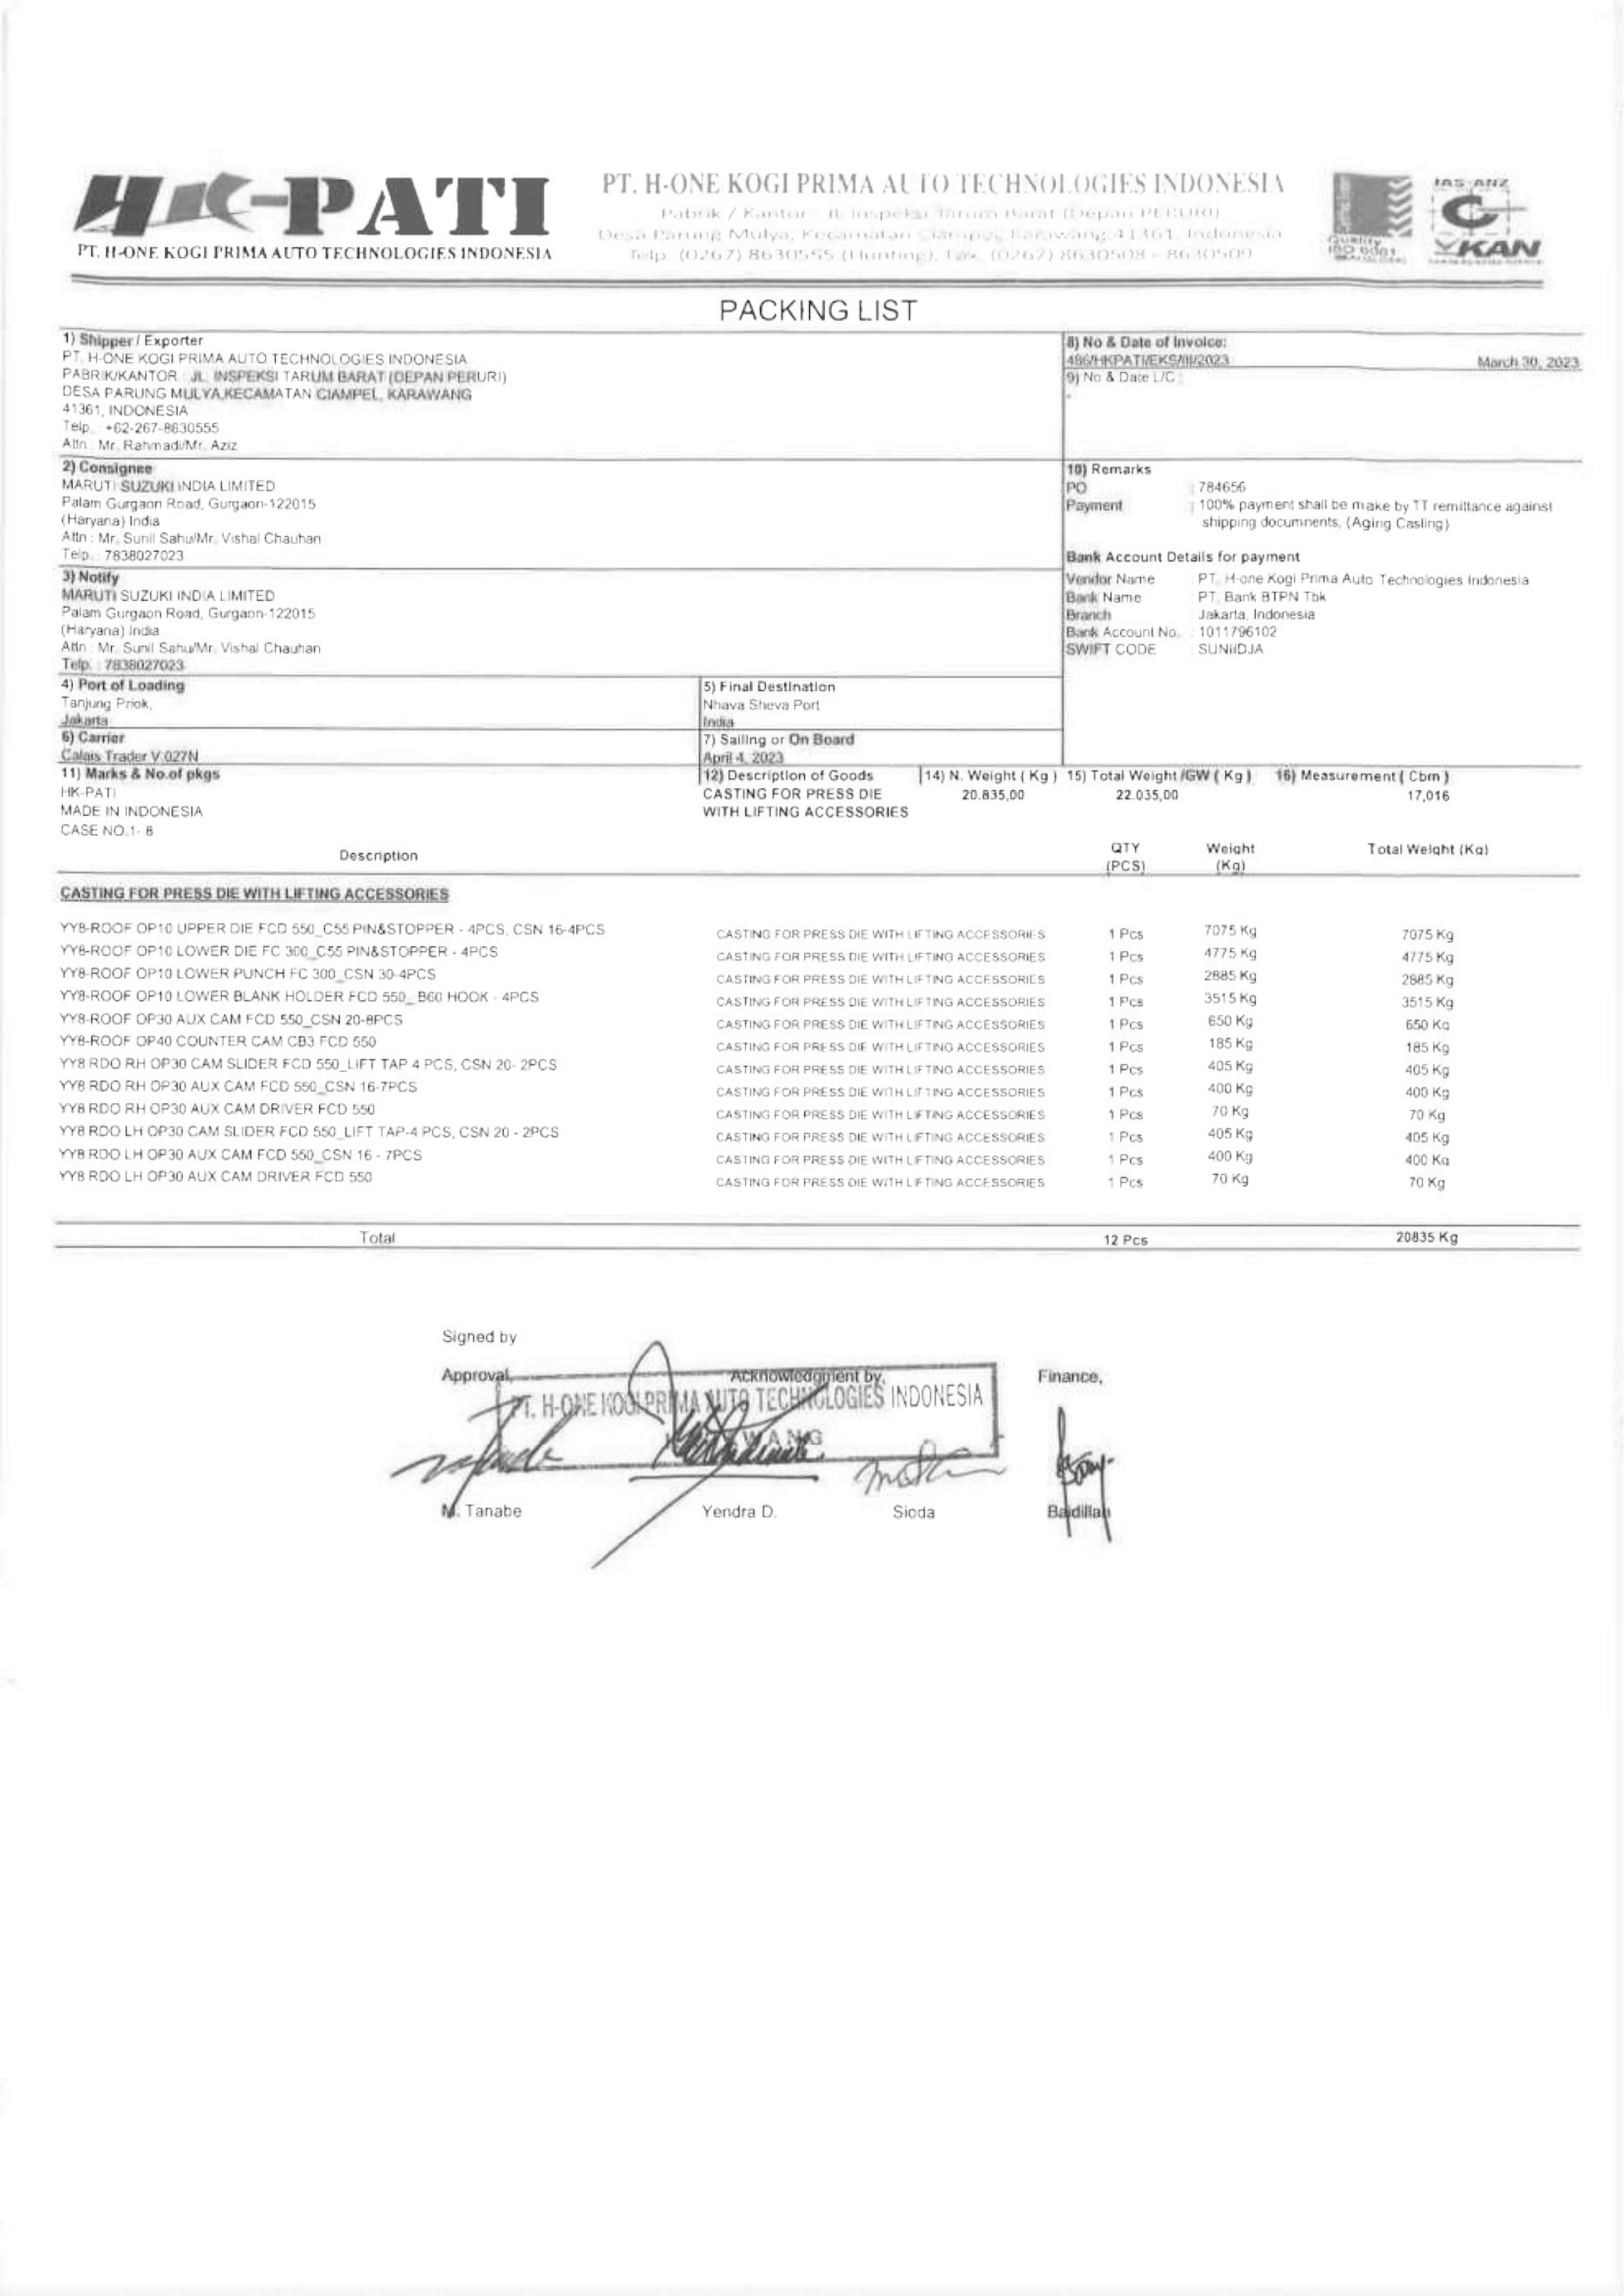 HK-PATI
PT. H-ONE KOGI PRIMA AUTO TECHNOLOGIES INDONESIA
PT. H-ONE KOGI PRIMA AUTO TECHNOLOGIES INDONESIA
Pabrik / Kantor : Jl. Inspeksi Tarum Barat (Depan PERURI)
Desa Parung Mulya, Kecamatan Ciampel, Karawang 41361, Indonesia
Telp. (0267) 8630555 (Hunting), Fax. (0267) 8630508 - 8630509
Quality
ISO 9001
JAS-ANZ
KAN
PACKING LIST
1) Shipper / Exporter
PT. H-ONE KOGI PRIMA AUTO TECHNOLOGIES INDONESIA
PABRIK/KANTOR : JL. INSPEKSI TARUM BARAT (DEPAN PERURI)
DESA PARUNG MULYA,KECAMATAN CIAMPEL, KARAWANG
41361, INDONESIA
Telp. : +62-267-8630555
Attn : Mr. Rahmadi/Mr. Aziz
8) No & Date of Invoice:
486/HKPATI/EKS/III/2023 March 30, 2023
9) No & Date L/C :
-
2) Consignee
MARUTI SUZUKI INDIA LIMITED
Palam Gurgaon Road, Gurgaon-122015
(Haryana) India
Attn : Mr. Sunil Sahu/Mr. Vishal Chauhan
Telp. : 7838027023
3) Notify
MARUTI SUZUKI INDIA LIMITED
Palam Gurgaon Road, Gurgaon-122015
(Haryana) India
Attn : Mr. Sunil Sahu/Mr. Vishal Chauhan
Telp. : 7838027023
10) Remarks
PO : 784656
Payment : 100% payment shall be make by TT remittance against
shipping documnents, (Aging Casting)
Bank Account Details for payment
Vendor Name : PT. H-one Kogi Prima Auto Technologies Indonesia
Bank Name : PT. Bank BTPN Tbk
Branch : Jakarta, Indonesia
Bank Account No. : 1011796102
SWIFT CODE : SUNIIDJA
4) Port of Loading
Tanjung Priok,
Jakarta
5) Final Destination
Nhava Sheva Port
India
6) Carrier
Calais Trader V.027N
7) Sailing or On Board
April 4, 2023
11) Marks & No.of pkgs
HK-PATI
MADE IN INDONESIA
CASE NO.1- 8
12) Description of Goods 14) N. Weight ( Kg ) 15) Total Weight /GW ( Kg ) 16) Measurement ( Cbm )
CASTING FOR PRESS DIE 20.835,00 22.035,00 17,016
WITH LIFTING ACCESSORIES
Description QTY (PCS) Weight (Kg) Total Weight (Kg)
CASTING FOR PRESS DIE WITH LIFTING ACCESSORIES
YY8-ROOF OP10 UPPER DIE FCD 550_C55 PIN&STOPPER - 4PCS, CSN 16-4PCS CASTING FOR PRESS DIE WITH LIFTING ACCESSORIES 1 Pcs 7075 Kg 7075 Kg
YY8-ROOF OP10 LOWER DIE FC 300_C55 PIN&STOPPER - 4PCS CASTING FOR PRESS DIE WITH LIFTING ACCESSORIES 1 Pcs 4775 Kg 4775 Kg
YY8-ROOF OP10 LOWER PUNCH FC 300_CSN 30-4PCS CASTING FOR PRESS DIE WITH LIFTING ACCESSORIES 1 Pcs 2885 Kg 2885 Kg
YY8-ROOF OP10 LOWER BLANK HOLDER FCD 550_ B60 HOOK - 4PCS CASTING FOR PRESS DIE WITH LIFTING ACCESSORIES 1 Pcs 3515 Kg 3515 Kg
YY8-ROOF OP30 AUX CAM FCD 550_CSN 20-8PCS CASTING FOR PRESS DIE WITH LIFTING ACCESSORIES 1 Pcs 650 Kg 650 Kg
YY8-ROOF OP40 COUNTER CAM CB3 FCD 550 CASTING FOR PRESS DIE WITH LIFTING ACCESSORIES 1 Pcs 185 Kg 185 Kg
YY8 RDO RH OP30 CAM SLIDER FCD 550_LIFT TAP 4 PCS, CSN 20- 2PCS CASTING FOR PRESS DIE WITH LIFTING ACCESSORIES 1 Pcs 405 Kg 405 Kg
YY8 RDO RH OP30 AUX CAM FCD 550_CSN 16-7PCS CASTING FOR PRESS DIE WITH LIFTING ACCESSORIES 1 Pcs 400 Kg 400 Kg
YY8 RDO RH OP30 AUX CAM DRIVER FCD 550 CASTING FOR PRESS DIE WITH LIFTING ACCESSORIES 1 Pcs 70 Kg 70 Kg
YY8 RDO LH OP30 CAM SLIDER FCD 550_LIFT TAP-4 PCS, CSN 20 - 2PCS CASTING FOR PRESS DIE WITH LIFTING ACCESSORIES 1 Pcs 405 Kg 405 Kg
YY8 RDO LH OP30 AUX CAM FCD 550_CSN 16 - 7PCS CASTING FOR PRESS DIE WITH LIFTING ACCESSORIES 1 Pcs 400 Kg 400 Kg
YY8 RDO LH OP30 AUX CAM DRIVER FCD 550 CASTING FOR PRESS DIE WITH LIFTING ACCESSORIES 1 Pcs 70 Kg 70 Kg
Total 12 Pcs 20835 Kg
Signed by
Approval, Acknowledgment by, Finance,
PT. H-ONE KOGI PRIMA AUTO TECHNOLOGIES INDONESIA
M. Tanabe Yendra D. Sioda Baidillah